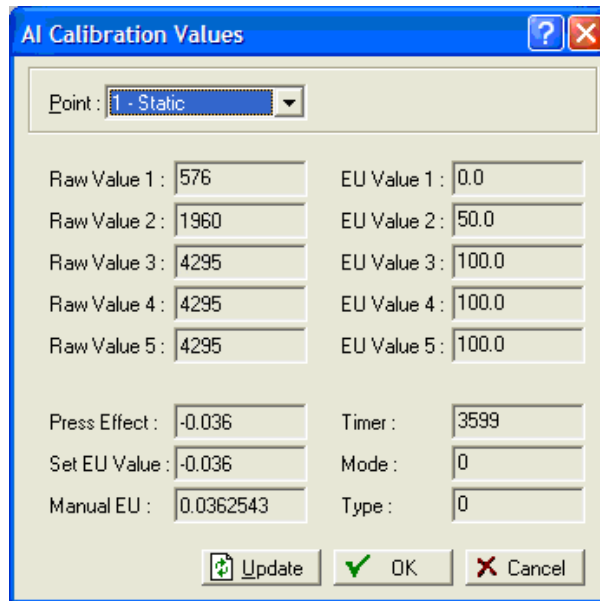 AI Calibration Values
Point : 1 - Static
Raw Value 1 : 576 EU Value 1 : 0.0
Raw Value 2 : 1960 EU Value 2 : 50.0
Raw Value 3 : 4295 EU Value 3 : 100.0
Raw Value 4 : 4295 EU Value 4 : 100.0
Raw Value 5 : 4295 EU Value 5 : 100.0
Press Effect : -0.036 Timer : 3599
Set EU Value : -0.036 Mode : 0
Manual EU : 0.0362543 Type : 0
Update OK Cancel